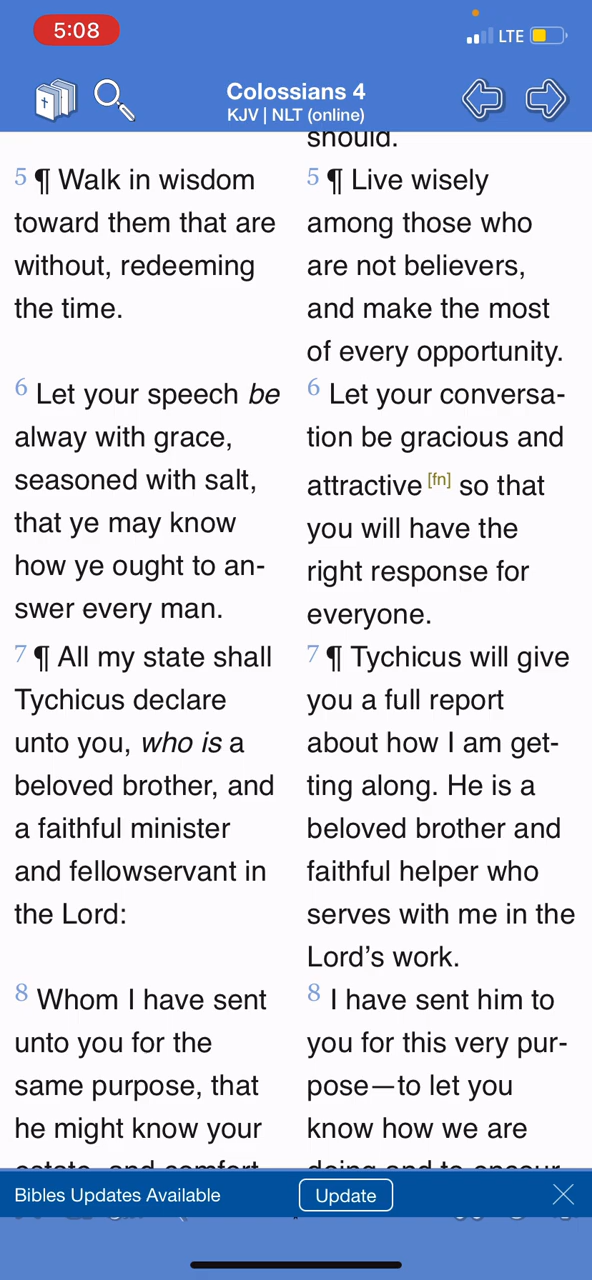 5:08
LTE
Colossians 4
KJV | NLT (online)
should.
5 ¶ Walk in wisdom
toward them that are
without, redeeming
the time.
6 Let your speech be
alway with grace,
seasoned with salt,
that ye may know
how ye ought to an-
swer every man.
7 ¶ All my state shall
Tychicus declare
unto you, who is a
beloved brother, and
a faithful minister
and fellowservant in
the Lord:
8 Whom I have sent
unto you for the
same purpose, that
he might know your
estate, and comfort
5 ¶ Live wisely
among those who
are not believers,
and make the most
of every opportunity.
6 Let your conversa-
tion be gracious and
attractive [fn] so that
you will have the
right response for
everyone.
7 ¶ Tychicus will give
you a full report
about how I am get-
ting along. He is a
beloved brother and
faithful helper who
serves with me in the
Lord’s work.
8 I have sent him to
you for this very pur-
pose—to let you
know how we are
doing and to encour-
Bibles Updates Available
Update